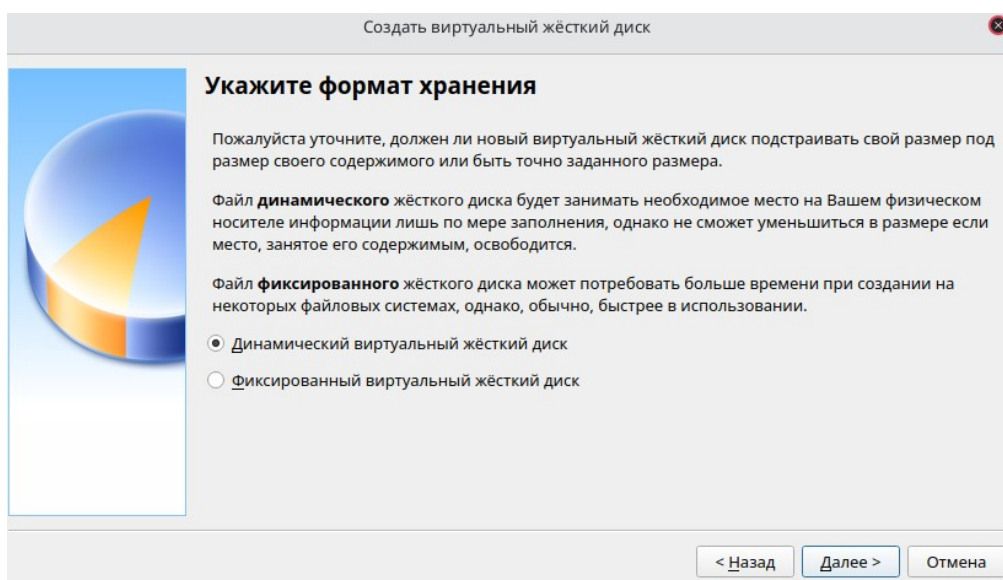 Создать виртуальный жёсткий диск
Укажите формат хранения
Пожалуйста уточните, должен ли новый виртуальный жёсткий диск подстраивать свой размер под
размер своего содержимого или быть точно заданного размера.
Файл динамического жёсткого диска будет занимать необходимое место на Вашем физическом
носителе информации лишь по мере заполнения, однако не сможет уменьшиться в размере если
место, занятое его содержимым, освободится.
Файл фиксированного жёсткого диска может потребовать больше времени при создании на
некоторых файловых системах, однако, обычно, быстрее в использовании.
Динамический виртуальный жёсткий диск
Фиксированный виртуальный жёсткий диск
< Назад Далее > Отмена